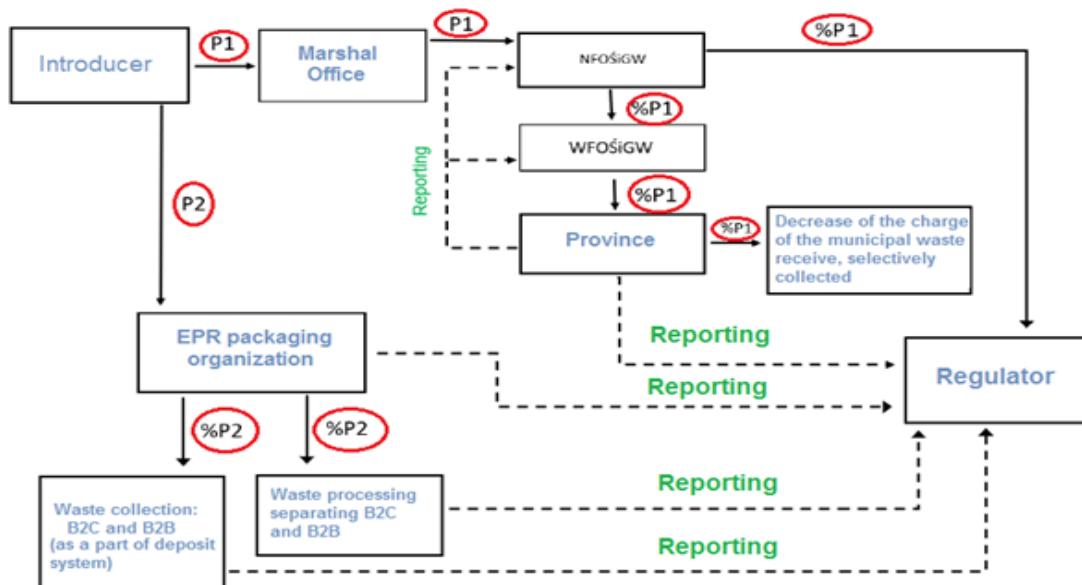 P1
P1
%P1
Introducer
Marshal
Office
NFOŚiGW
%P1
WFOŚiGW
Reporting
%P1
P2
Province
%P1
Decrease of the charge
of the municipal waste
receive, selectively
collected
EPR packaging
organization
Reporting
Reporting
Regulator
%P2
%P2
Waste collection:
B2C and B2B
(as a part of deposit
system)
Waste processing
separating B2C
and B2B
Reporting
Reporting